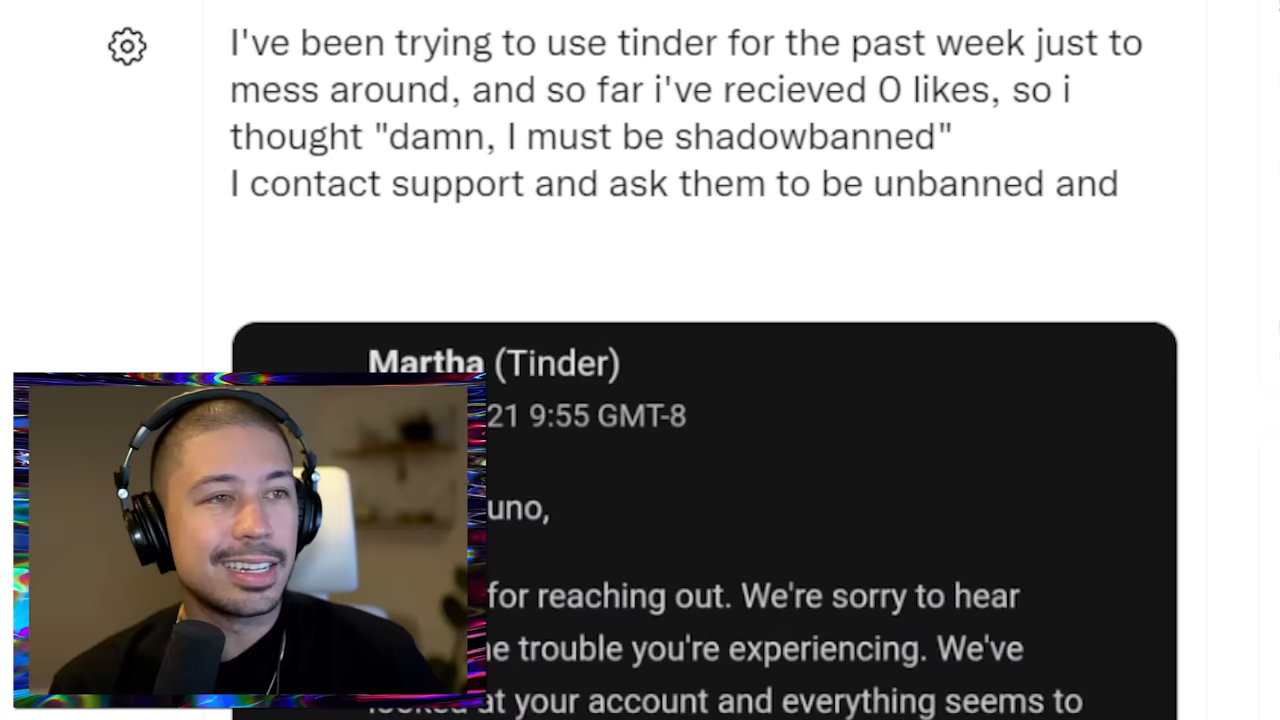 I've been trying to use tinder for the past week just to
mess around, and so far i've recieved 0 likes, so i
thought "damn, I must be shadowbanned"
I contact support and ask them to be unbanned and
Martha (Tinder)
21 9:55 GMT-8
uno,
for reaching out. We're sorry to hear
trouble you're experiencing. We've
looked at your account and everything seems to